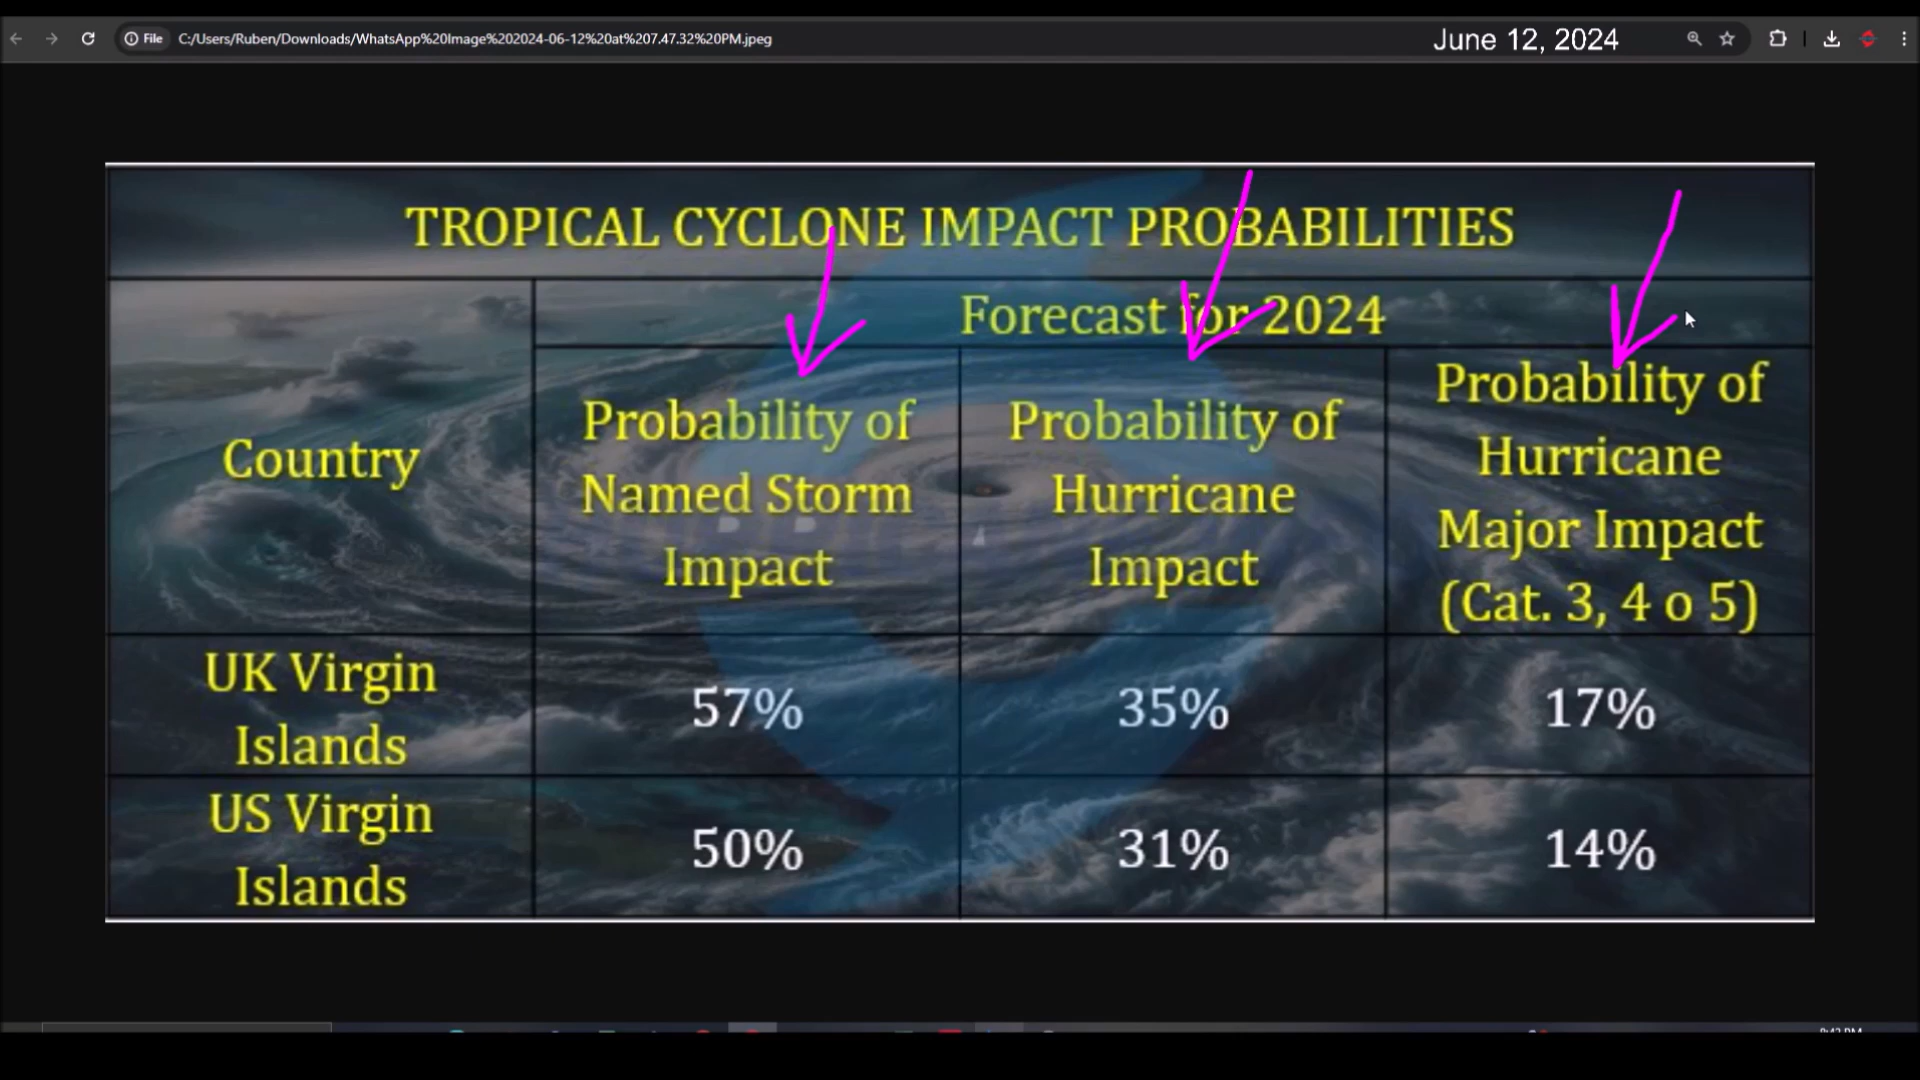 File C:/Users/Ruben/Downloads/WhatsApp%20Image%202024-06-12%20at%207.47.32%20PM.jpeg
June 12, 2024
TROPICAL CYCLONE IMPACT PROBABILITIES
Forecast for 2024
Country
Probability of
Named Storm
Impact
Probability of
Hurricane
Impact
Probability of
Hurricane
Major Impact
(Cat. 3, 4 o 5)
UK Virgin
Islands
57%
35%
17%
US Virgin
Islands
50%
31%
14%